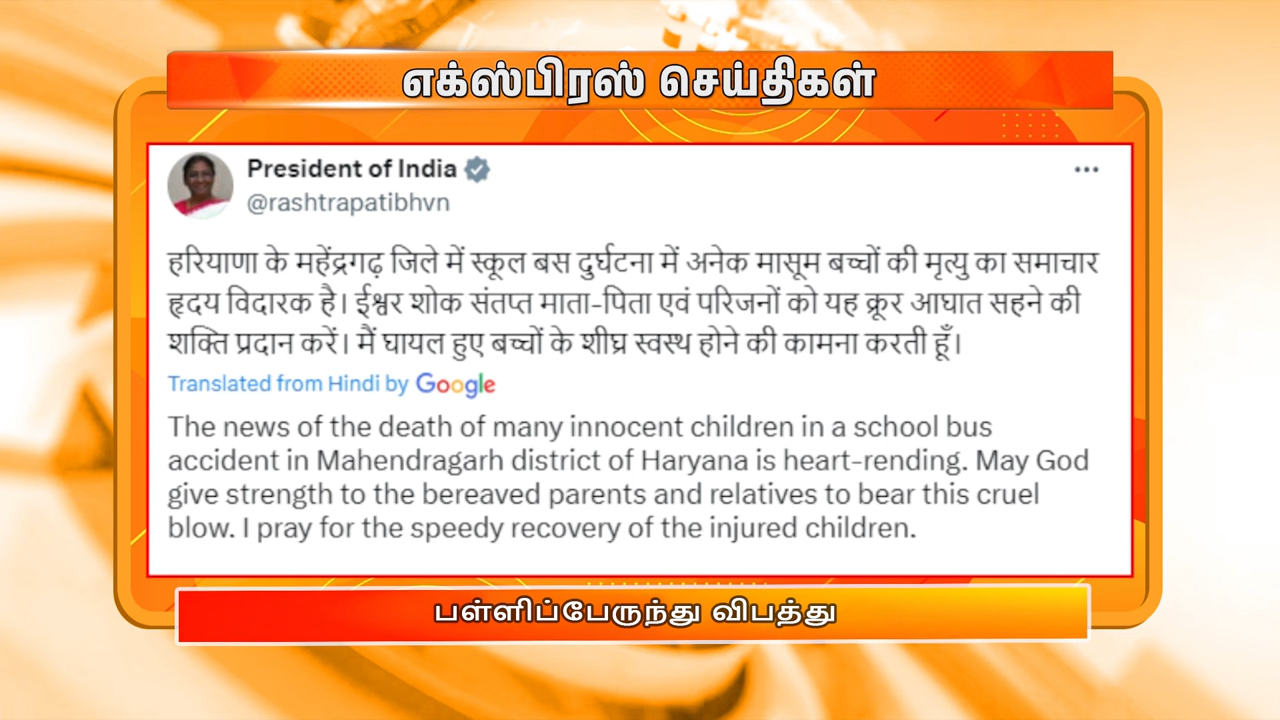 எக்ஸ்பிரஸ் செய்திகள்
President of India
@rashtrapatibhvn
हरियाणा के महेंद्रगढ़ जिले में स्कूल बस दुर्घटना में अनेक मासूम बच्चों की मृत्यु का समाचार
हृदय विदारक है। ईश्वर शोक संतप्त माता-पिता एवं परिजनों को यह क्रूर आघात सहने की
शक्ति प्रदान करें। मैं घायल हुए बच्चों के शीघ्र स्वस्थ होने की कामना करती हूँ।
Translated from Hindi by Google
The news of the death of many innocent children in a school bus
accident in Mahendragarh district of Haryana is heart-rending. May God
give strength to the bereaved parents and relatives to bear this cruel
blow. I pray for the speedy recovery of the injured children.
பள்ளிப்பேருந்து விபத்து